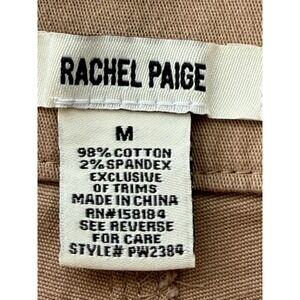 RACHEL PAIGE
M
98% COTTON
2% SPANDEX
EXCLUSIVE
OF TRIMS
MADE IN CHINA
RN#158184
SEE REVERSE
FOR CARE
STYLE# PW2384